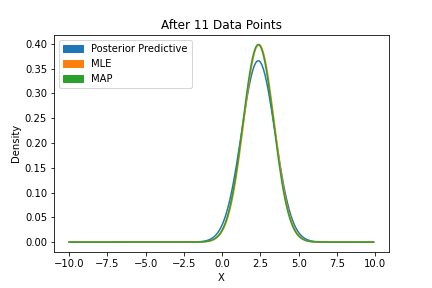 After 11 Data Points
Posterior Predictive
MLE
MAP
0.40
0.35
0.30
0.25
0.20
0.15
0.10
0.05
0.00
Density
−10.0 −7.5 −5.0 −2.5 0.0 2.5 5.0 7.5 10.0
X